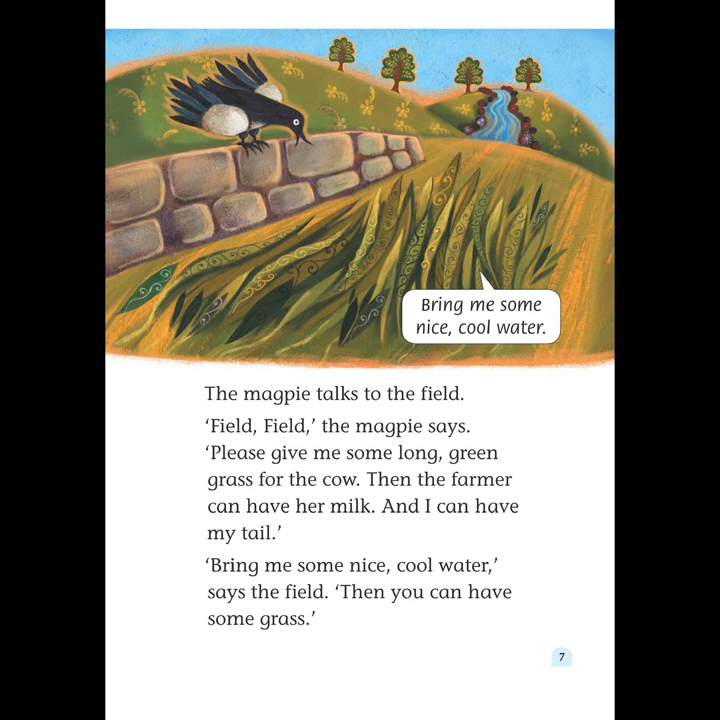 Bring me some
nice, cool water.
The magpie talks to the field.
‘Field, Field,’ the magpie says.
‘Please give me some long, green
grass for the cow. Then the farmer
can have her milk. And I can have
my tail.’
‘Bring me some nice, cool water,’
says the field. ‘Then you can have
some grass.’
7